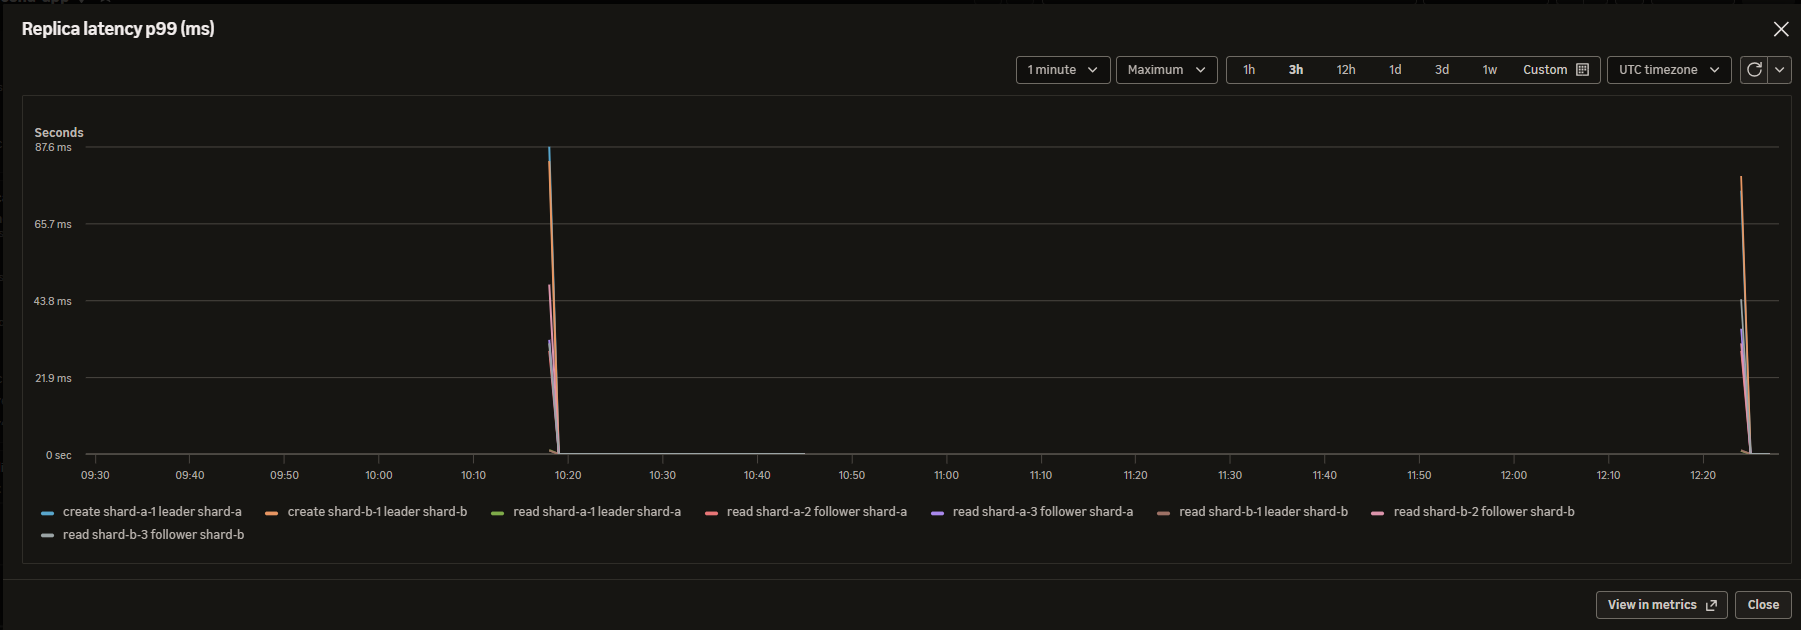 Replica latency p99 (ms)
1 minute Maximum 1h 3h 12h 1d 3d 1w Custom UTC timezone
Seconds
87.6 ms
65.7 ms
43.8 ms
21.9 ms
0 sec
09:30 09:40 09:50 10:00 10:10 10:20 10:30 10:40 10:50 11:00 11:10 11:20 11:30 11:40 11:50 12:00 12:10 12:20
create shard-a-1 leader shard-a create shard-b-1 leader shard-b read shard-a-1 leader shard-a read shard-a-2 follower shard-a read shard-a-3 follower shard-a read shard-b-1 leader shard-b read shard-b-2 follower shard-b
read shard-b-3 follower shard-b
View in metrics Close